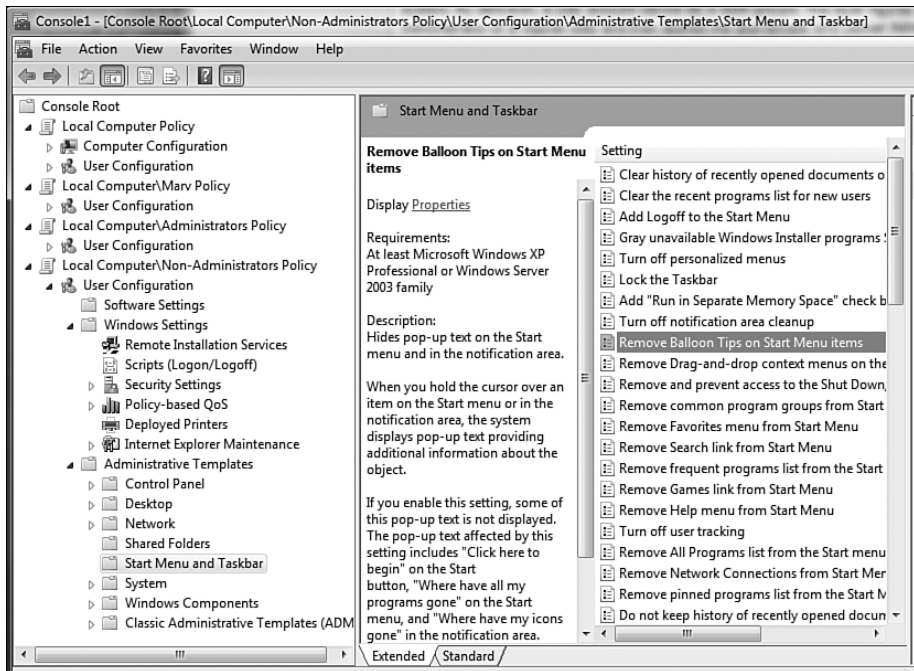 Console1 - [Console Root\Local Computer\Non-Administrators Policy\User Configuration\Administrative Templates\Start Menu and Taskbar]
File Action View Favorites Window Help
Console Root
Local Computer Policy
Computer Configuration
User Configuration
Local Computer\Marv Policy
User Configuration
Local Computer\Administrators Policy
User Configuration
Local Computer\Non-Administrators Policy
User Configuration
Software Settings
Windows Settings
Remote Installation Services
Scripts (Logon/Logoff)
Security Settings
Policy-based QoS
Deployed Printers
Internet Explorer Maintenance
Administrative Templates
Control Panel
Desktop
Network
Shared Folders
Start Menu and Taskbar
System
Windows Components
Classic Administrative Templates (ADM
Start Menu and Taskbar
Remove Balloon Tips on Start Menu
items
Display Properties
Requirements:
At least Microsoft Windows XP
Professional or Windows Server
2003 family
Description:
Hides pop-up text on the Start
menu and in the notification area.
When you hold the cursor over an
item on the Start menu or in the
notification area, the system
displays pop-up text providing
additional information about the
object.
If you enable this setting, some of
this pop-up text is not displayed.
The pop-up text affected by this
setting includes "Click here to
begin" on the Start
button, "Where have all my
programs gone" on the Start
menu, and "Where have my icons
gone" in the notification area.
Setting
Clear history of recently opened documents o
Clear the recent programs list for new users
Add Logoff to the Start Menu
Gray unavailable Windows Installer programs
Turn off personalized menus
Lock the Taskbar
Add "Run in Separate Memory Space" check b
Turn off notification area cleanup
Remove Balloon Tips on Start Menu items
Remove Drag-and-drop context menus on the
Remove and prevent access to the Shut Down,
Remove common program groups from Start
Remove Favorites menu from Start Menu
Remove Search link from Start Menu
Remove frequent programs list from the Start
Remove Games link from Start Menu
Remove Help menu from Start Menu
Turn off user tracking
Remove All Programs list from the Start menu
Remove Network Connections from Start Mer
Remove pinned programs list from the Start M
Do not keep history of recently opened docum
Extended Standard